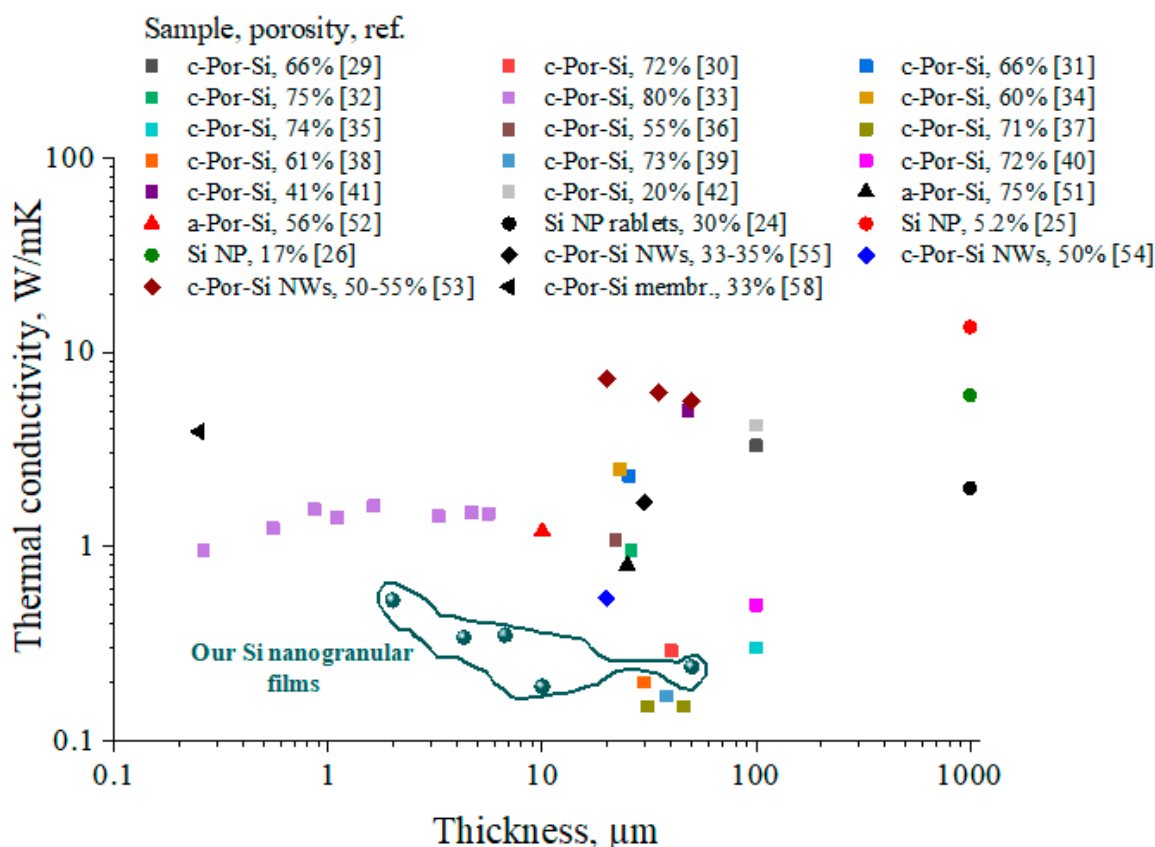 Sample, porosity, ref.
c-Por-Si, 66% [29] c-Por-Si, 72% [30] c-Por-Si, 66% [31]
c-Por-Si, 75% [32] c-Por-Si, 80% [33] c-Por-Si, 60% [34]
c-Por-Si, 74% [35] c-Por-Si, 55% [36] c-Por-Si, 71% [37]
c-Por-Si, 61% [38] c-Por-Si, 73% [39] c-Por-Si, 72% [40]
c-Por-Si, 41% [41] c-Por-Si, 20% [42] a-Por-Si, 75% [51]
a-Por-Si, 56% [52] Si NP rablets, 30% [24] Si NP, 5.2% [25]
Si NP, 17% [26] c-Por-Si NWs, 33-35% [55] c-Por-Si NWs, 50% [54]
c-Por-Si NWs, 50-55% [53] c-Por-Si membr., 33% [58]
Thermal conductivity, W/mK
100
10
1
0.1
Our Si nanogranular
films
0.1 1 10 100 1000
Thickness, μm